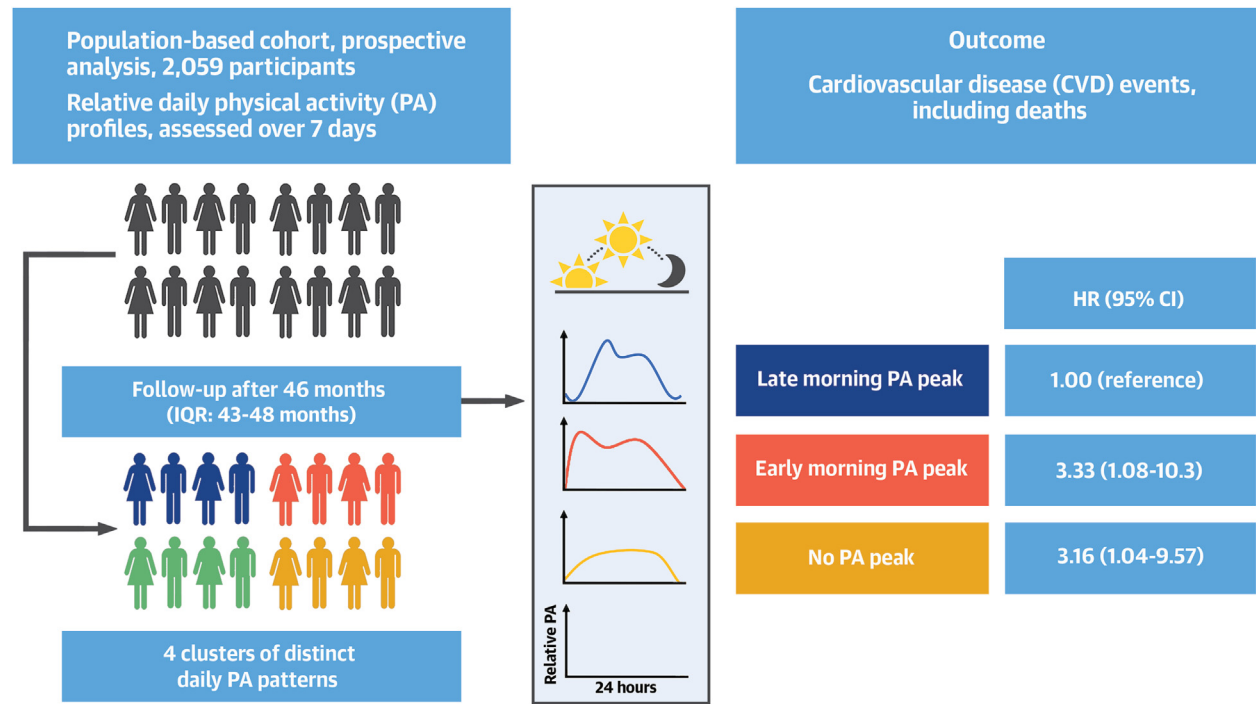 Population-based cohort, prospective
analysis, 2,059 participants
Relative daily physical activity (PA)
profiles, assessed over 7 days
Outcome
Cardiovascular disease (CVD) events,
including deaths
Follow-up after 46 months
(IQR: 43-48 months)
4 clusters of distinct
daily PA patterns
Relative PA
24 hours
HR (95% CI)
Late morning PA peak
1.00 (reference)
Early morning PA peak
3.33 (1.08-10.3)
No PA peak
3.16 (1.04-9.57)